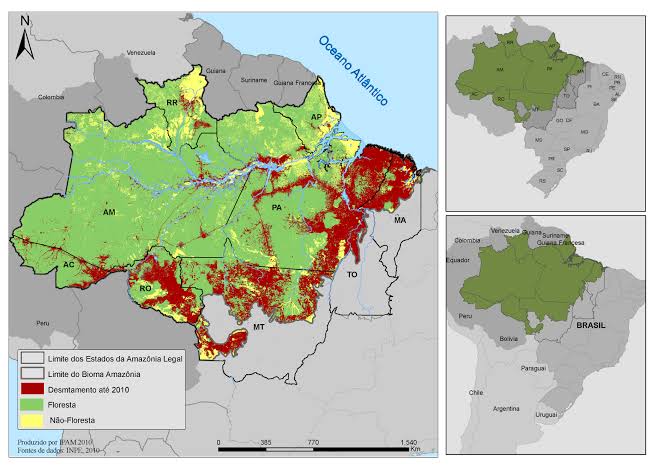 N
Venezuela
Guiana
Suriname
Guiana Francesa
Colombia
Oceano Atlântico
RR
AP
AM
PA
MA
AC
RO
TO
MT
Peru
Limite dos Estados da Amazônia Legal
Limite do Bioma Amazônia
Desmtamento até 2010
Floresta
Não-Floresta
Produzido por IPAM 2010
Fontes de dados: INPE, 2010
0 385 770 1.540
Km
RR
AP
AM
PA
MA
CE
RN
PB
PE
AL
SE
PI
AC
RO
TO
MT
BA
GO DF
MG
MS
SP
RJ
PR
SC
RS
Colombia
Venezuela
Guiana
Suriname
Guiana Francesa
Equador
Peru
BRASIL
Bolivia
Paraguai
Chile
Argentina
Uruguai